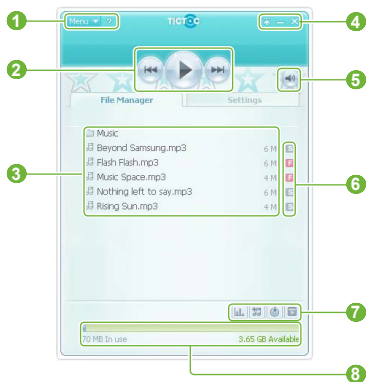 1 Menu ? TICTOC 4
2 5
File Manager Settings
Music
Beyond Samsung.mp3 6 M
Flash Flash.mp3 6 M F
3 Music Space.mp3 4 M F 6
Nothing left to say.mp3 6 M
Rising Sun.mp3 4 M
7
70 MB In use 3.65 GB Available
8